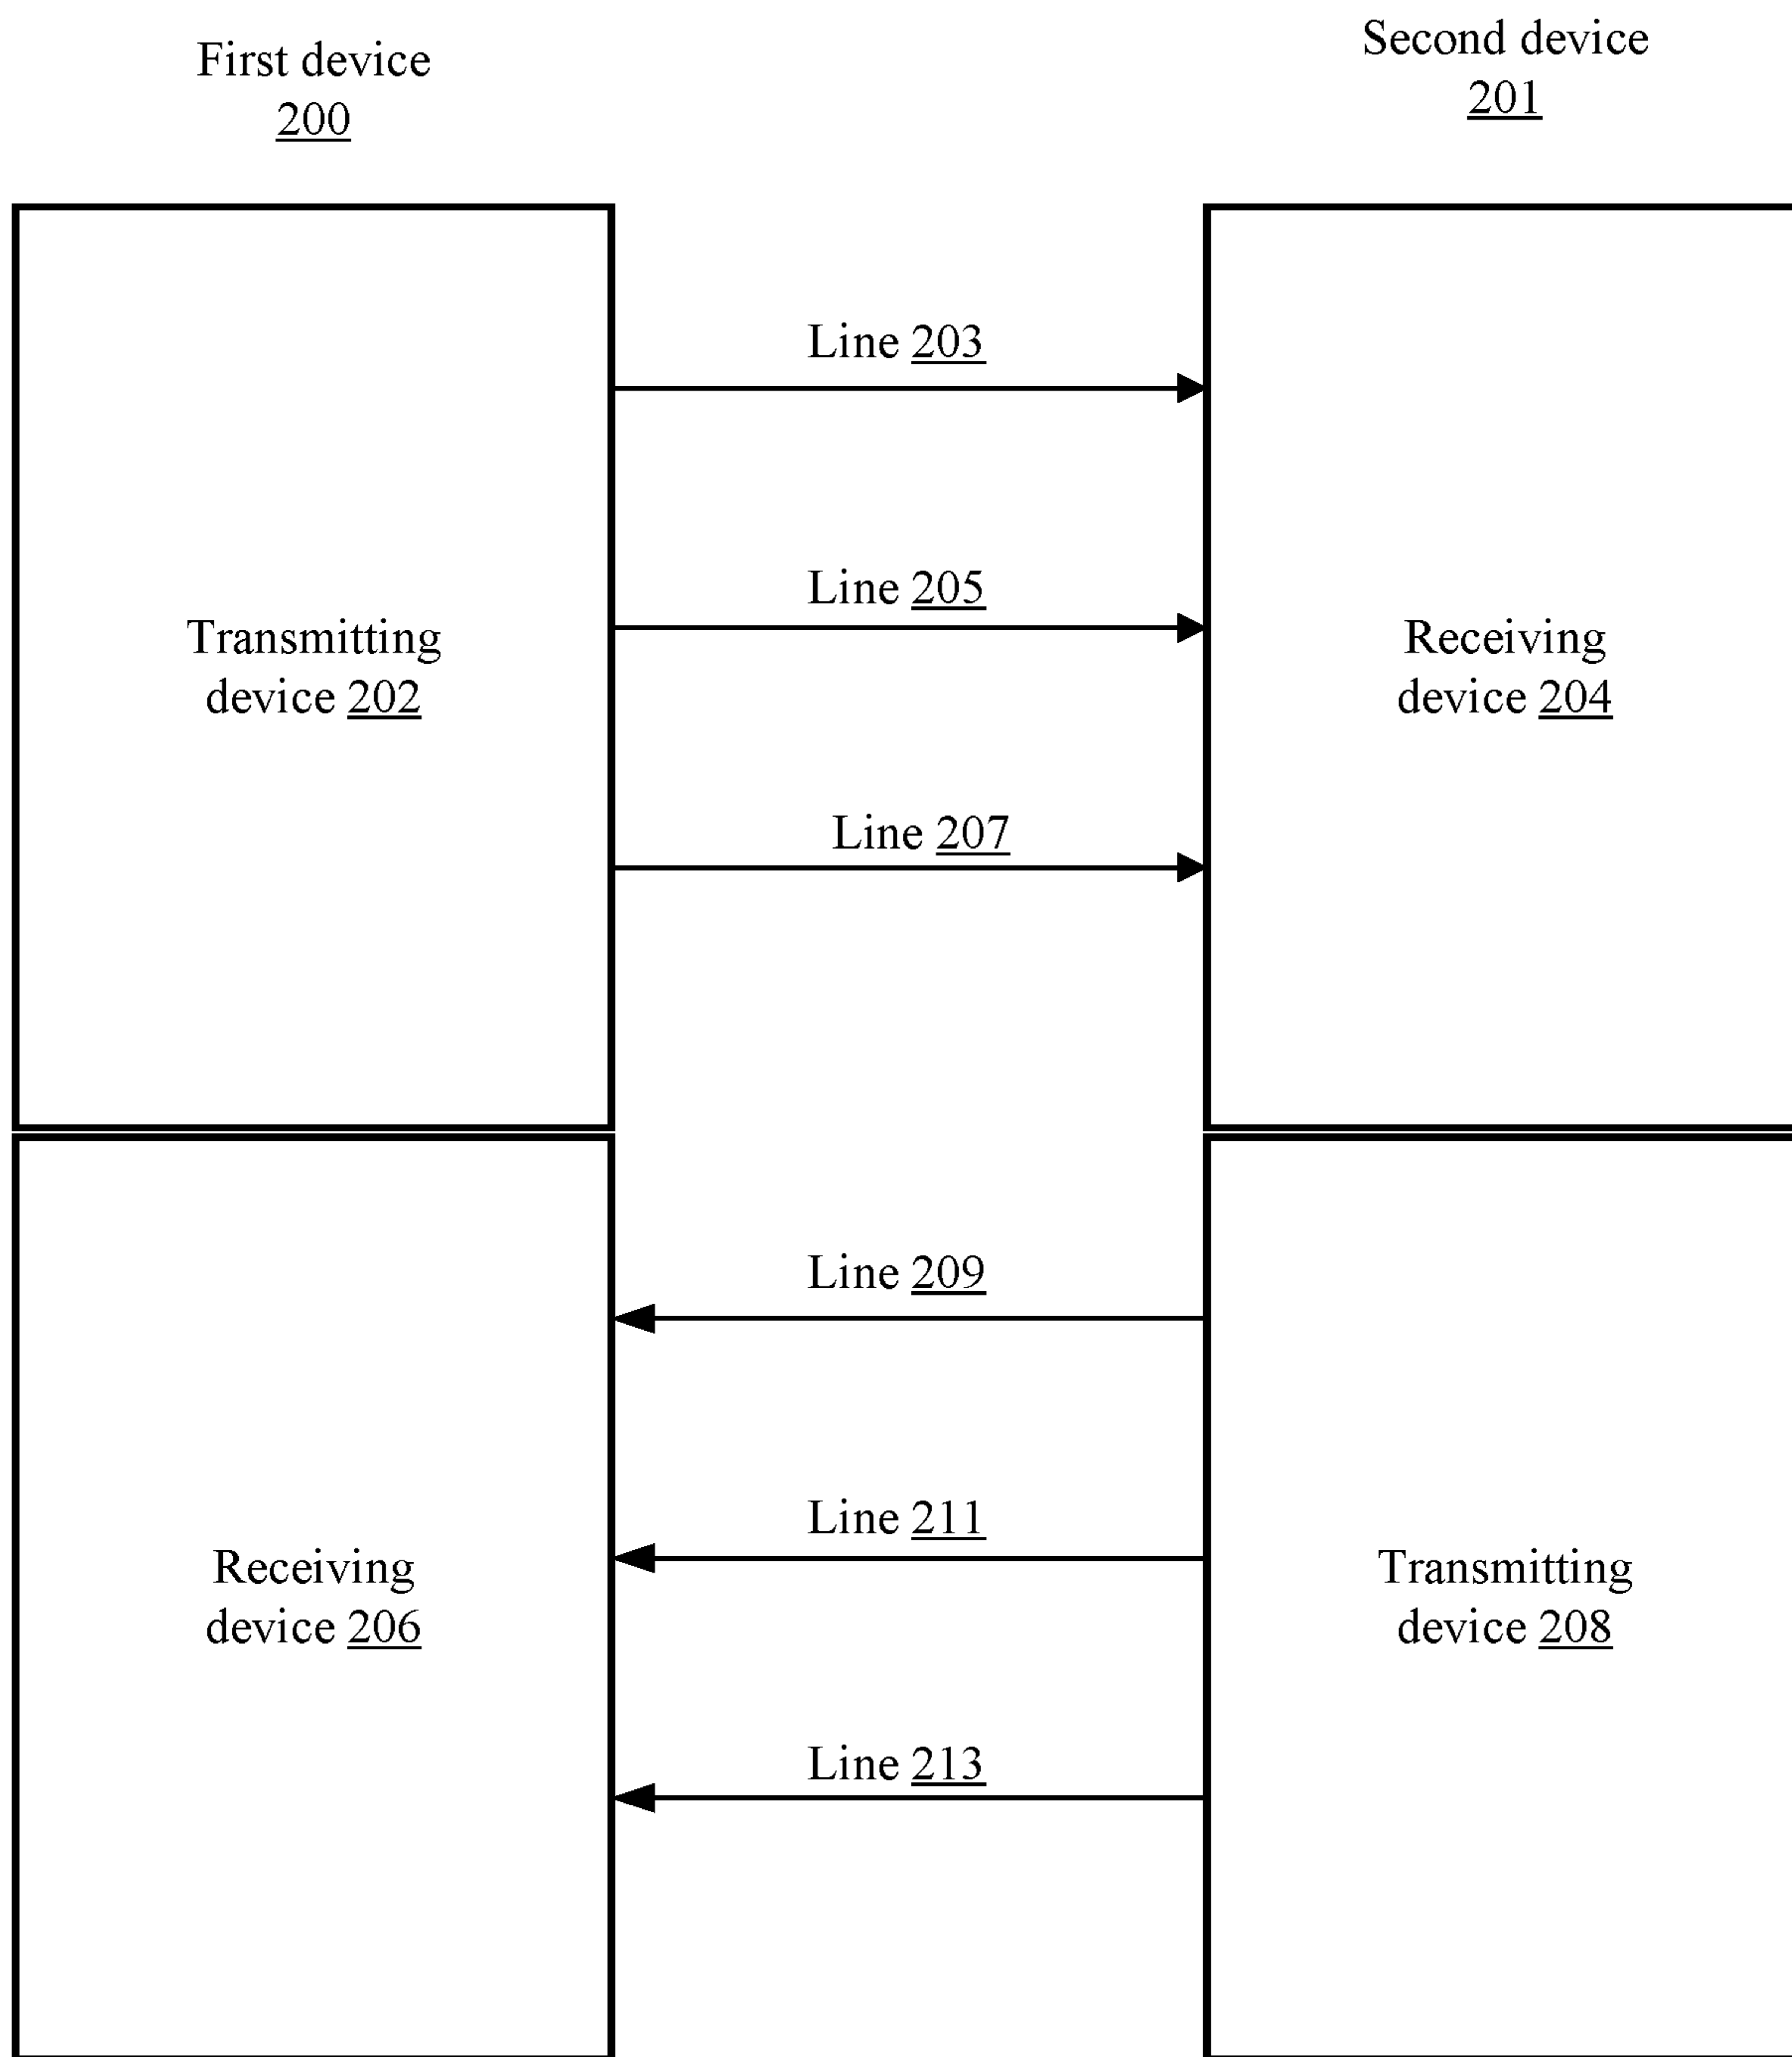 First device
200
Second device
201
Line 203
Line 205
Transmitting
device 202
Receiving
device 204
Line 207
Line 209
Line 211
Receiving
device 206
Transmitting
device 208
Line 213